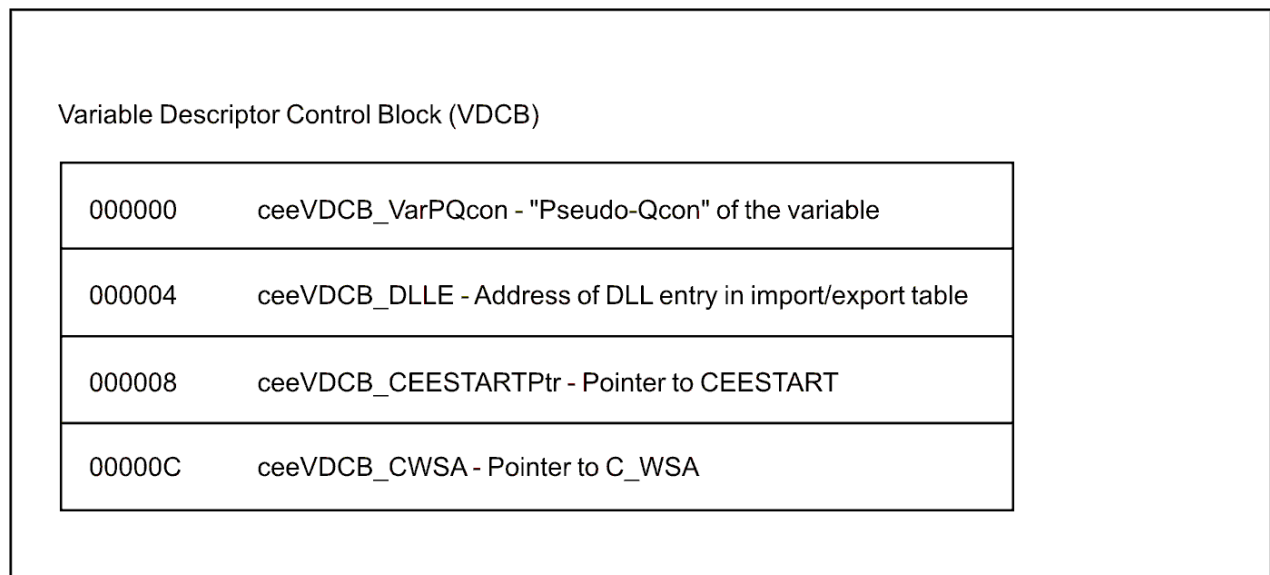 Variable Descriptor Control Block (VDCB)
000000 ceeVDCB_VarPQcon - "Pseudo-Qcon" of the variable
000004 ceeVDCB_DLLE - Address of DLL entry in import/export table
000008 ceeVDCB_CEESTARTPtr - Pointer to CEESTART
00000C ceeVDCB_CWSA - Pointer to C_WSA